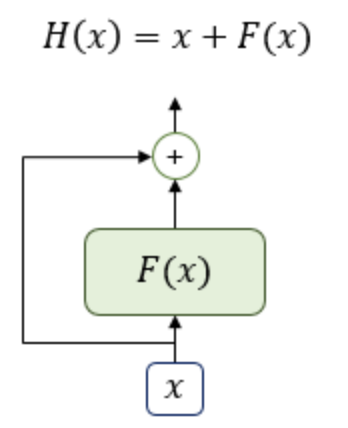 H(x) = x + F(x)
+
F(x)
x